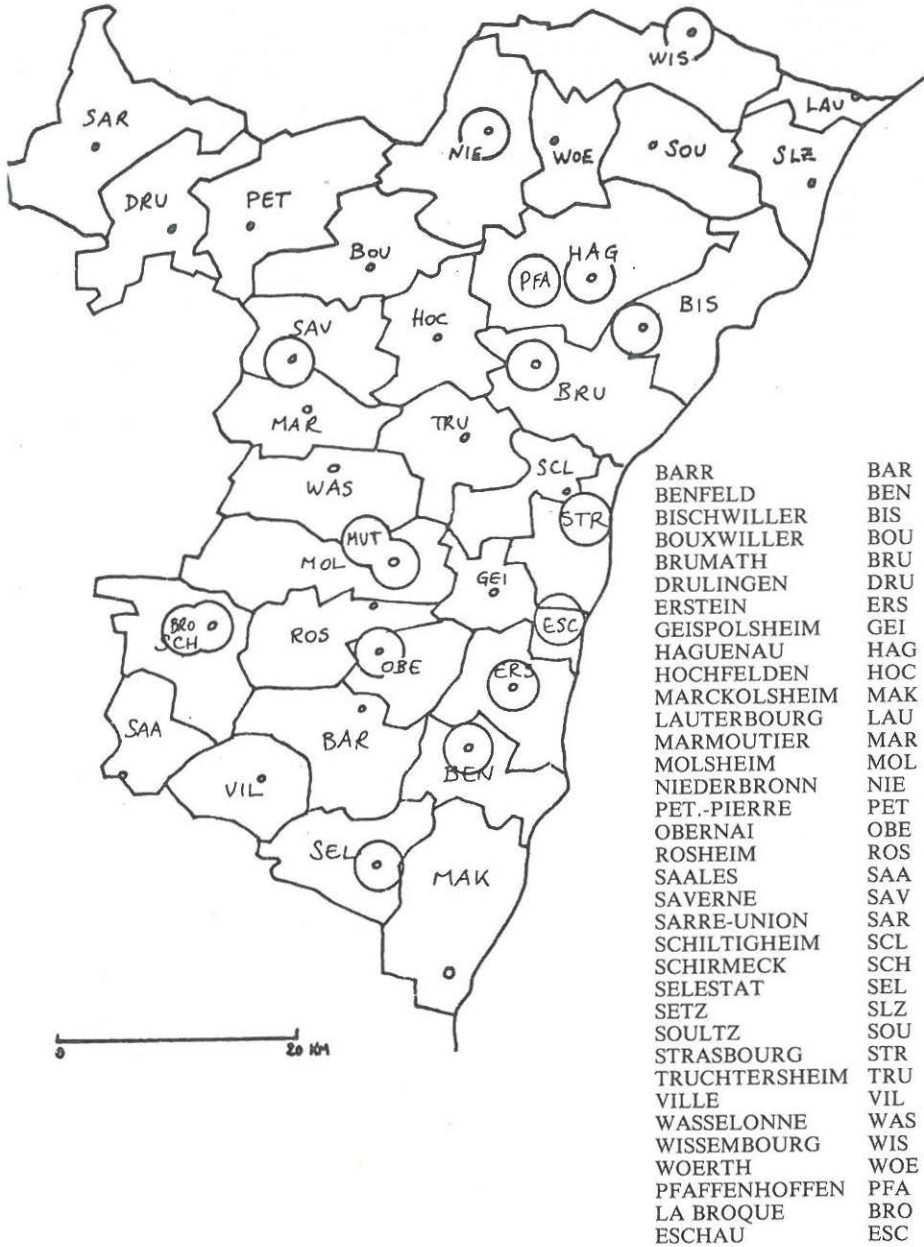 WIS
LAU
SAR
NIE
WOE
SOU
SLZ
DRU
PET
BOU
HAG
PFA
BIS
SAV
HOC
BRU
MAR
TRU
SCL
WAS
STR
MUT
MOL
GEI
BRO
SCH
ROS
ESC
OBE
ERS
SAA
BAR
BEN
VIL
SEL
MAK
0 20 KM
BARR BAR
BENFELD BEN
BISCHWILLER BIS
BOUXWILLER BOU
BRUMATH BRU
DRULINGEN DRU
ERSTEIN ERS
GEISPOLSHEIM GEI
HAGUENAU HAG
HOCHFELDEN HOC
MARCKOLSHEIM MAK
LAUTERBOURG LAU
MARMOUTIER MAR
MOLSHEIM MOL
NIEDERBRONN NIE
PET.-PIERRE PET
OBERNAI OBE
ROSHEIM ROS
SAALES SAA
SAVERNE SAV
SARRE-UNION SAR
SCHILTIGHEIM SCL
SCHIRMECK SCH
SELESTAT SEL
SETZ SLZ
SOULTZ SOU
STRASBOURG STR
TRUCHTERSHEIM TRU
VILLE VIL
WASSELONNE WAS
WISSEMBOURG WIS
WOERTH WOE
PFAFFENHOFFEN PFA
LA BROQUE BRO
ESCHAU ESC